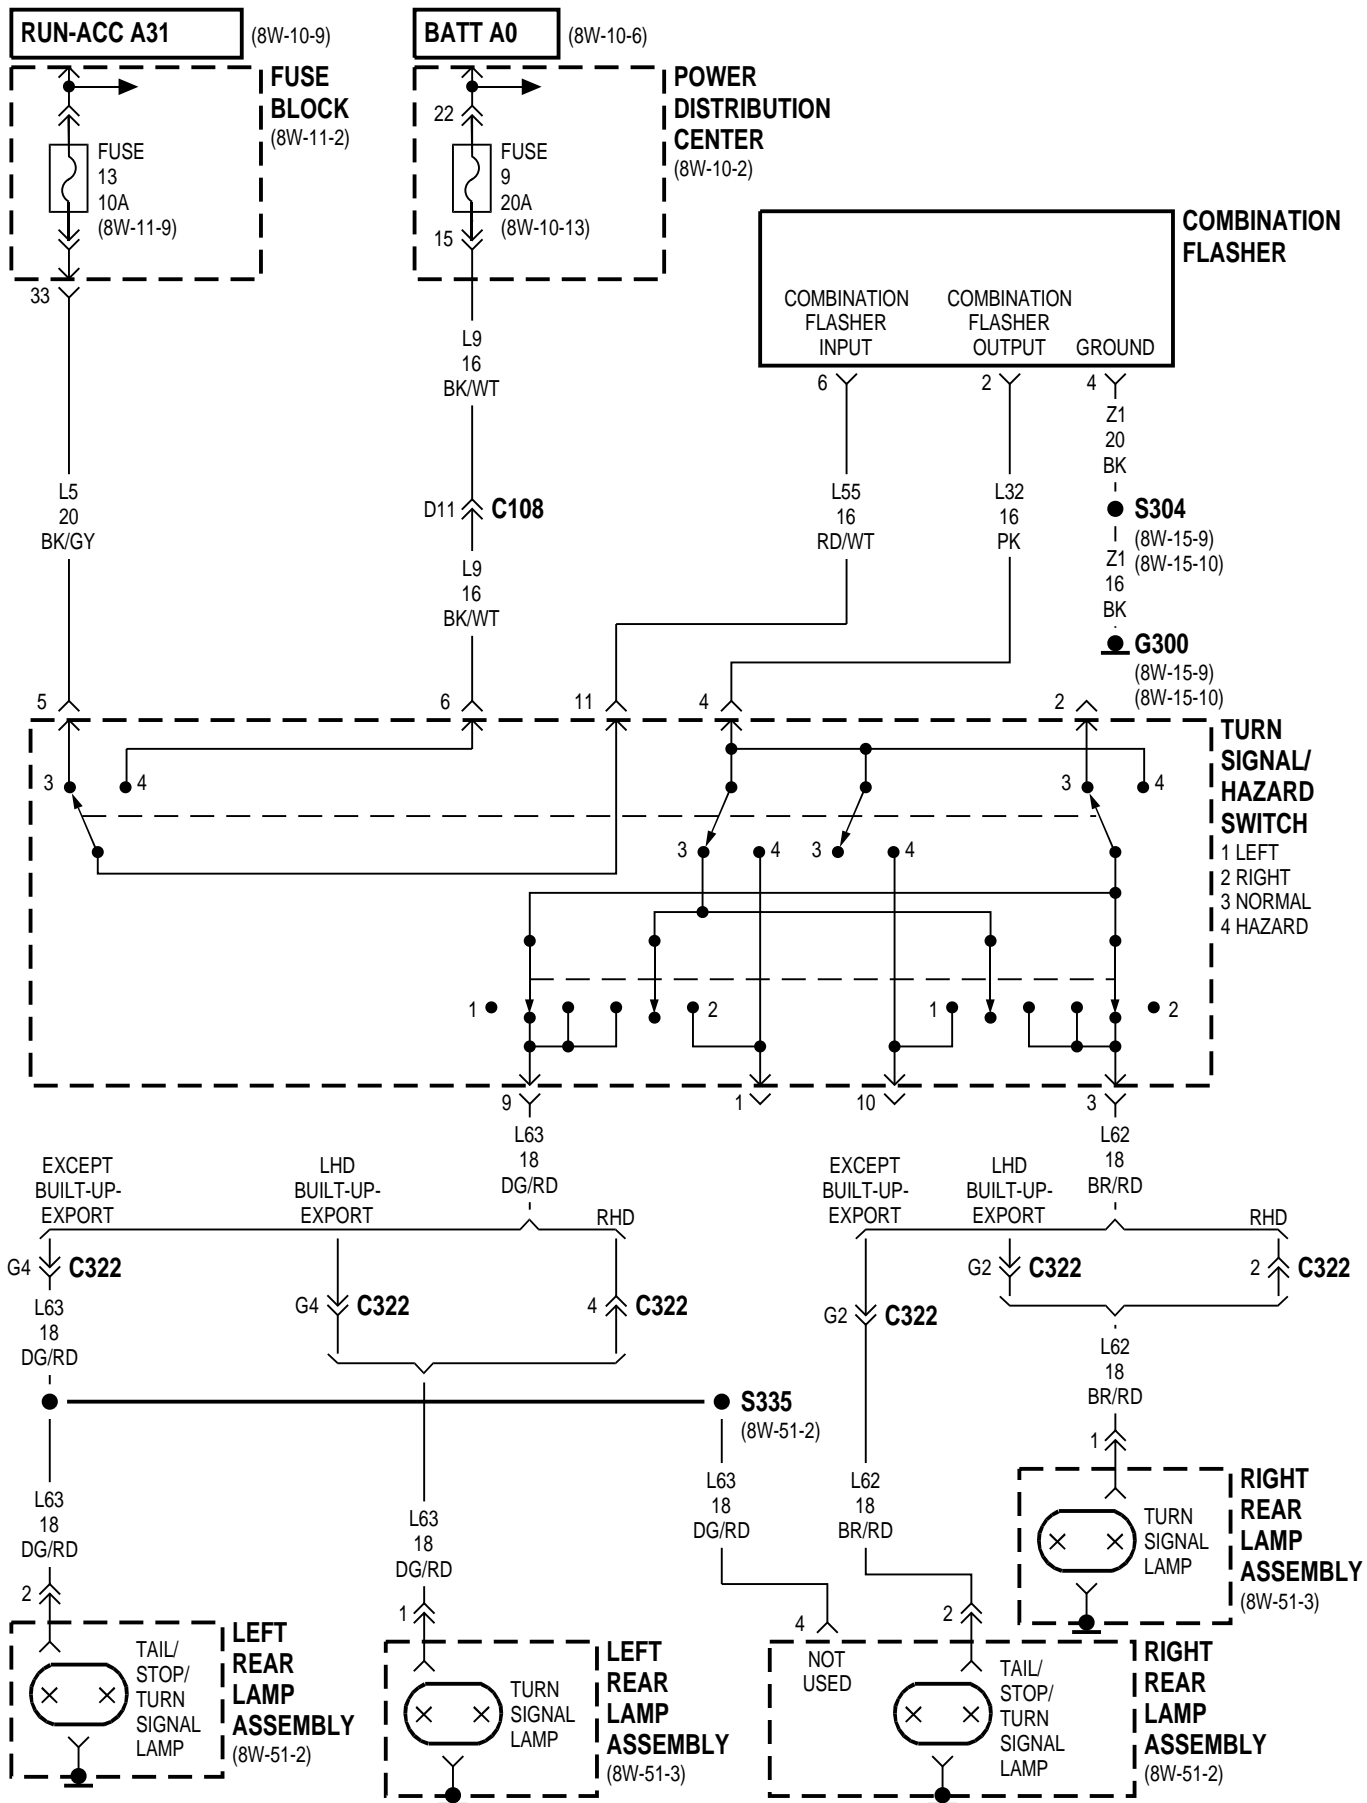 RUN-ACC A31
(8W-10-9)
BATT A0
(8W-10-6)
FUSE
BLOCK
(8W-11-2)
FUSE
13
10A
(8W-11-9)
33
POWER
DISTRIBUTION
CENTER
(8W-10-2)
22
FUSE
9
20A
(8W-10-13)
15
COMBINATION
FLASHER
COMBINATION
FLASHER
INPUT
COMBINATION
FLASHER
OUTPUT
GROUND
6
2
4
L5
20
BK/GY
L9
16
BK/WT
D11
C108
L9
16
BK/WT
L55
16
RD/WT
L32
16
PK
Z1
20
BK
S304
(8W-15-9)
(8W-15-10)
Z1
16
BK
G300
(8W-15-9)
(8W-15-10)
5
6
11
4
2
TURN
SIGNAL/
HAZARD
SWITCH
1 LEFT
2 RIGHT
3 NORMAL
4 HAZARD
3
4
3
4
3
4
3
4
1
2
1
2
9
1
10
3
L63
18
DG/RD
L62
18
BR/RD
EXCEPT
BUILT-UP-
EXPORT
LHD
BUILT-UP-
EXPORT
RHD
EXCEPT
BUILT-UP-
EXPORT
LHD
BUILT-UP-
EXPORT
RHD
G4
C322
G4
C322
4
C322
G2
C322
G2
C322
2
C322
L63
18
DG/RD
L62
18
BR/RD
S335
(8W-51-2)
L63
18
DG/RD
L63
18
DG/RD
L63
18
DG/RD
L62
18
BR/RD
1
TURN
SIGNAL
LAMP
RIGHT
REAR
LAMP
ASSEMBLY
(8W-51-3)
2
TAIL/
STOP/
TURN
SIGNAL
LAMP
LEFT
REAR
LAMP
ASSEMBLY
(8W-51-2)
1
TURN
SIGNAL
LAMP
LEFT
REAR
LAMP
ASSEMBLY
(8W-51-3)
4
NOT
USED
2
TAIL/
STOP/
TURN
SIGNAL
LAMP
RIGHT
REAR
LAMP
ASSEMBLY
(8W-51-2)